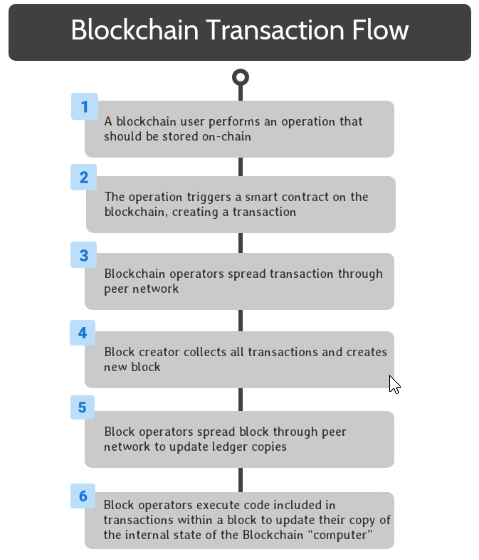 Blockchain Transaction Flow
1
A blockchain user performs an operation that
should be stored on-chain
2
The operation triggers a smart contract on the
blockchain, creating a transaction
3
Blockchain operators spread transaction through
peer network
4
Block creator collects all transactions and creates
new block
5
Block operators spread block through peer
network to update ledger copies
6
Block operators execute code included in
transactions within a block to update their copy of
the internal state of the Blockchain “computer”